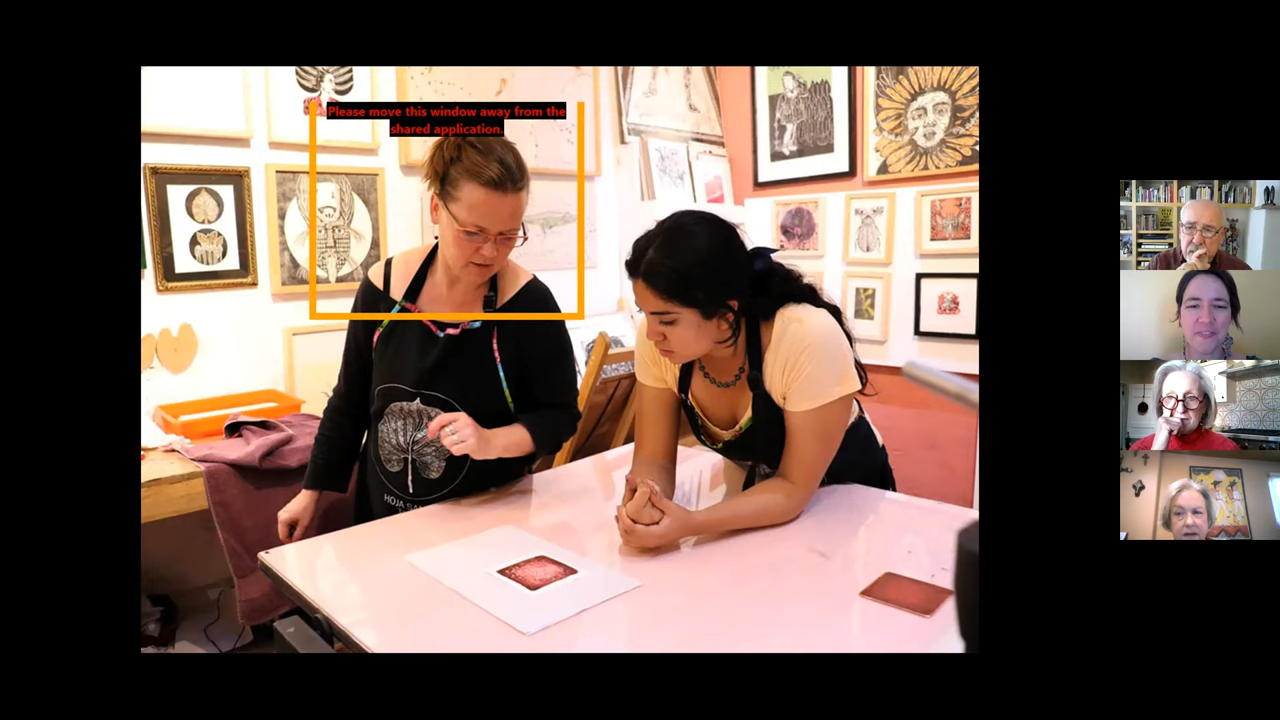 Please move this window away from the
shared application.
HOJA SA